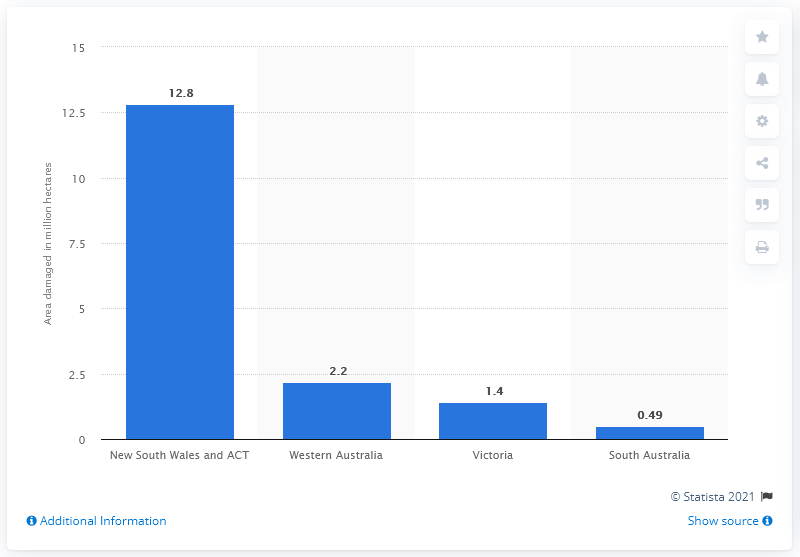 15
12.8
12.5
10
Area damaged in million hectares
7.5
5
2.2
2.5
1.4
0.49
0
New South Wales and ACT
Western Australia
Victoria
South Australia
© Statista 2021
Additional Information
Show source